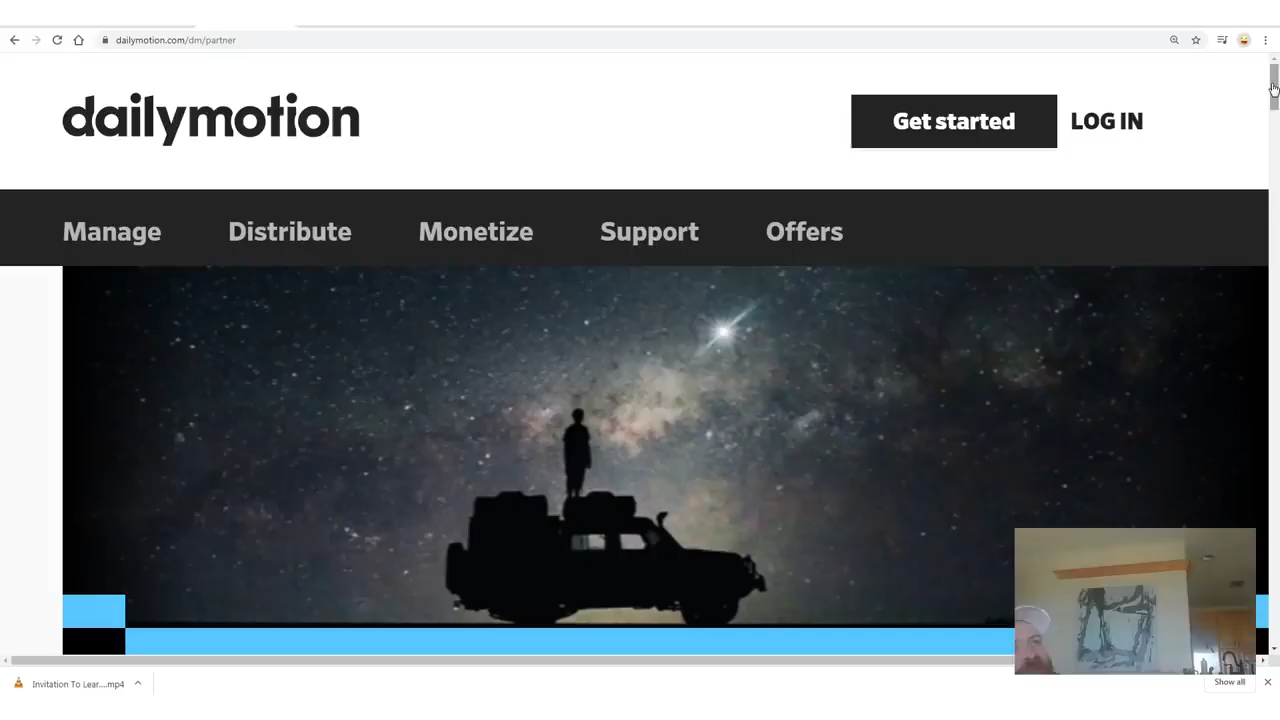 dailymotion.com/dm/partner
dailymotion
Get started
LOG IN
Manage
Distribute
Monetize
Support
Offers
Invitation To Lear....mp4
Show all